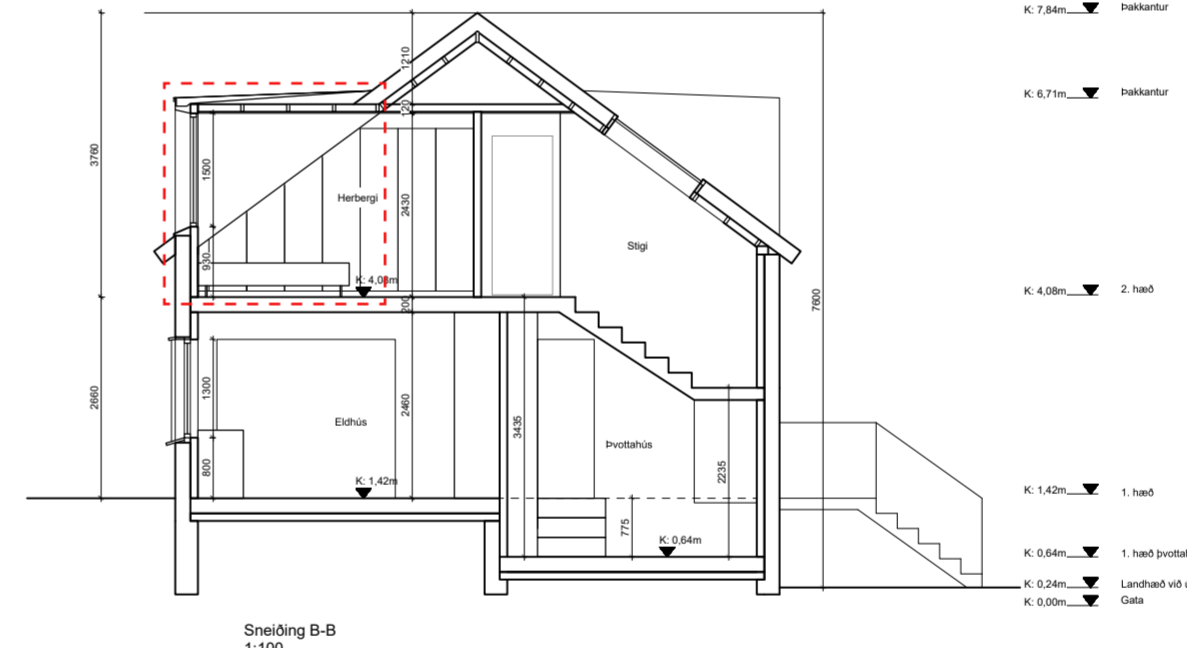 K: 7,84m
Þakkantur
1210
K: 6,71m
Þakkantur
120
3760
1500
Herbergi
2430
Stigi
930
K: 4,08m
K: 4,08m
2. hæð
200
7600
2660
1300
2460
Eldhús
3435
Þvottahús
800
2235
K: 1,42m
K: 1,42m
1. hæð
775
K: 0,64m
K: 0,64m
1. hæð
K: 0,24m
Landhæð við
K: 0,00m
Gata
Sneiðing B-B
1:100